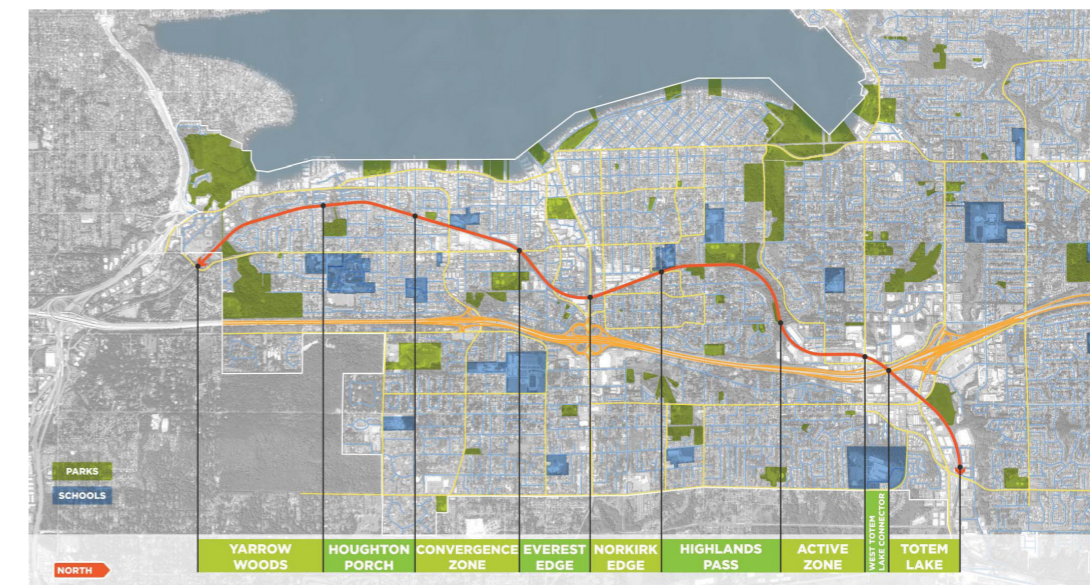 PARKS
SCHOOLS
NORTH
YARROW
WOODS
HOUGHTON
PORCH
CONVERGENCE
ZONE
EVEREST
EDGE
NORKIRK
EDGE
HIGHLANDS
PASS
ACTIVE
ZONE
WEST TOTEM
LAKE CONNECTOR
TOTEM
LAKE